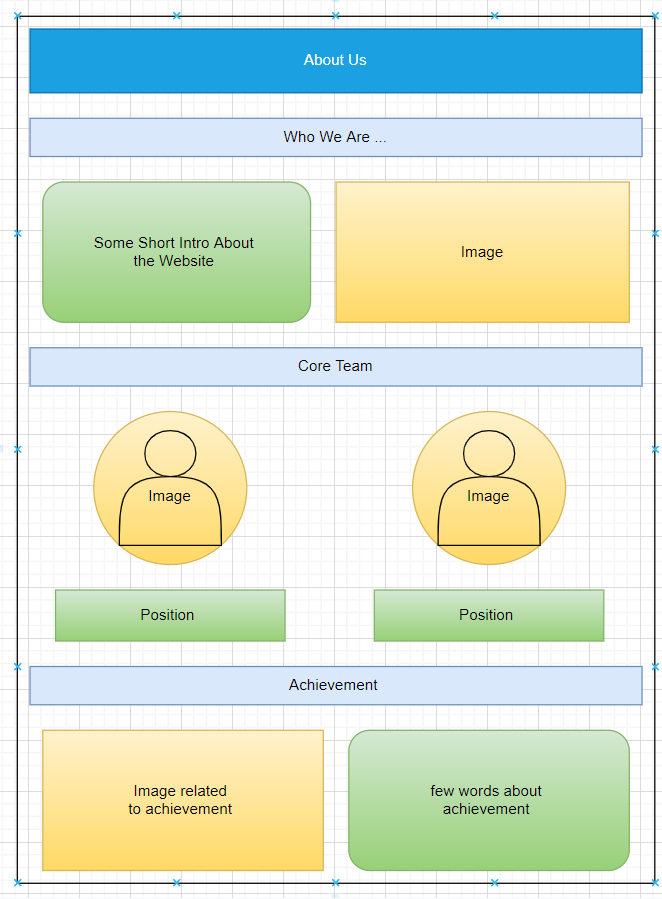 About Us
Who We Are ...
Some Short Intro About
the Website
Image
Core Team
Image
Image
Position
Position
Achievement
Image related
to achievement
few words about
achievement